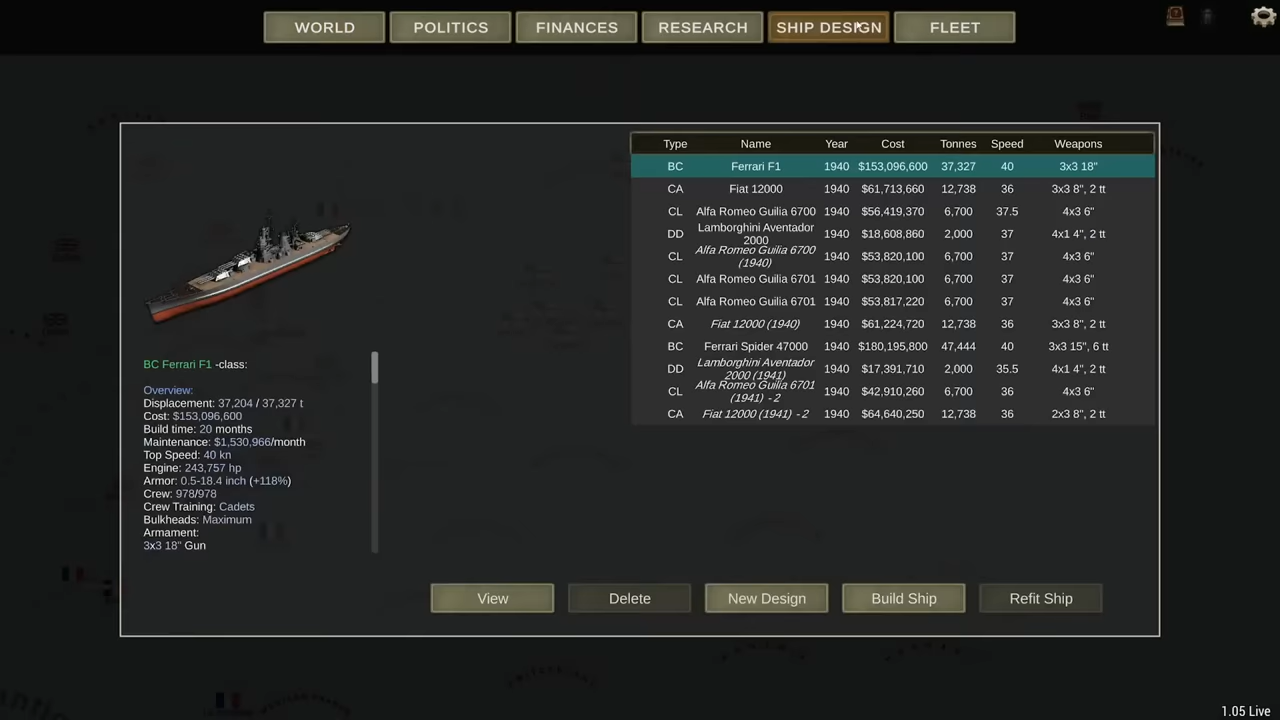 WORLD
POLITICS
FINANCES
RESEARCH
SHIP DESIGN
FLEET
Type Name Year Cost Tonnes Speed Weapons
BC Ferrari F1 1940 $153,096,600 37,327 40 3x3 18"
CA Fiat 12000 1940 $61,713,660 12,738 36 3x3 8", 2 tt
CL Alfa Romeo Guilia 6700 1940 $56,419,370 6,700 37.5 4x3 6"
DD Lamborghini Aventador 2000 1940 $18,608,860 2,000 37 4x1 4", 2 tt
CL Alfa Romeo Guilia 6700 (1940) 1940 $53,820,100 6,700 37 4x3 6"
CL Alfa Romeo Guilia 6701 1940 $53,820,100 6,700 37 4x3 6"
CL Alfa Romeo Guilia 6701 1940 $53,817,220 6,700 37 4x3 6"
CA Fiat 12000 (1940) 1940 $61,224,720 12,738 36 3x3 8", 2 tt
BC Ferrari Spider 47000 1940 $180,195,800 47,444 40 3x3 15", 6 tt
DD Lamborghini Aventador 2000 (1941) 1940 $17,391,710 2,000 35.5 4x1 4", 2 tt
CL Alfa Romeo Guilia 6701 (1941) - 2 1940 $42,910,260 6,700 36 4x3 6"
CA Fiat 12000 (1941) - 2 1940 $64,640,250 12,738 36 2x3 8", 2 tt
BC Ferrari F1 -class:
Overview:
Displacement: 37,204 / 37,327 t
Cost: $153,096,600
Build time: 20 months
Maintenance: $1,530,966/month
Top Speed: 40 kn
Engine: 243,757 hp
Armor: 0.5-18.4 inch (+118%)
Crew: 978/978
Crew Training: Cadets
Bulkheads: Maximum
Armament:
3x3 18" Gun
View
Delete
New Design
Build Ship
Refit Ship
1.05 Live